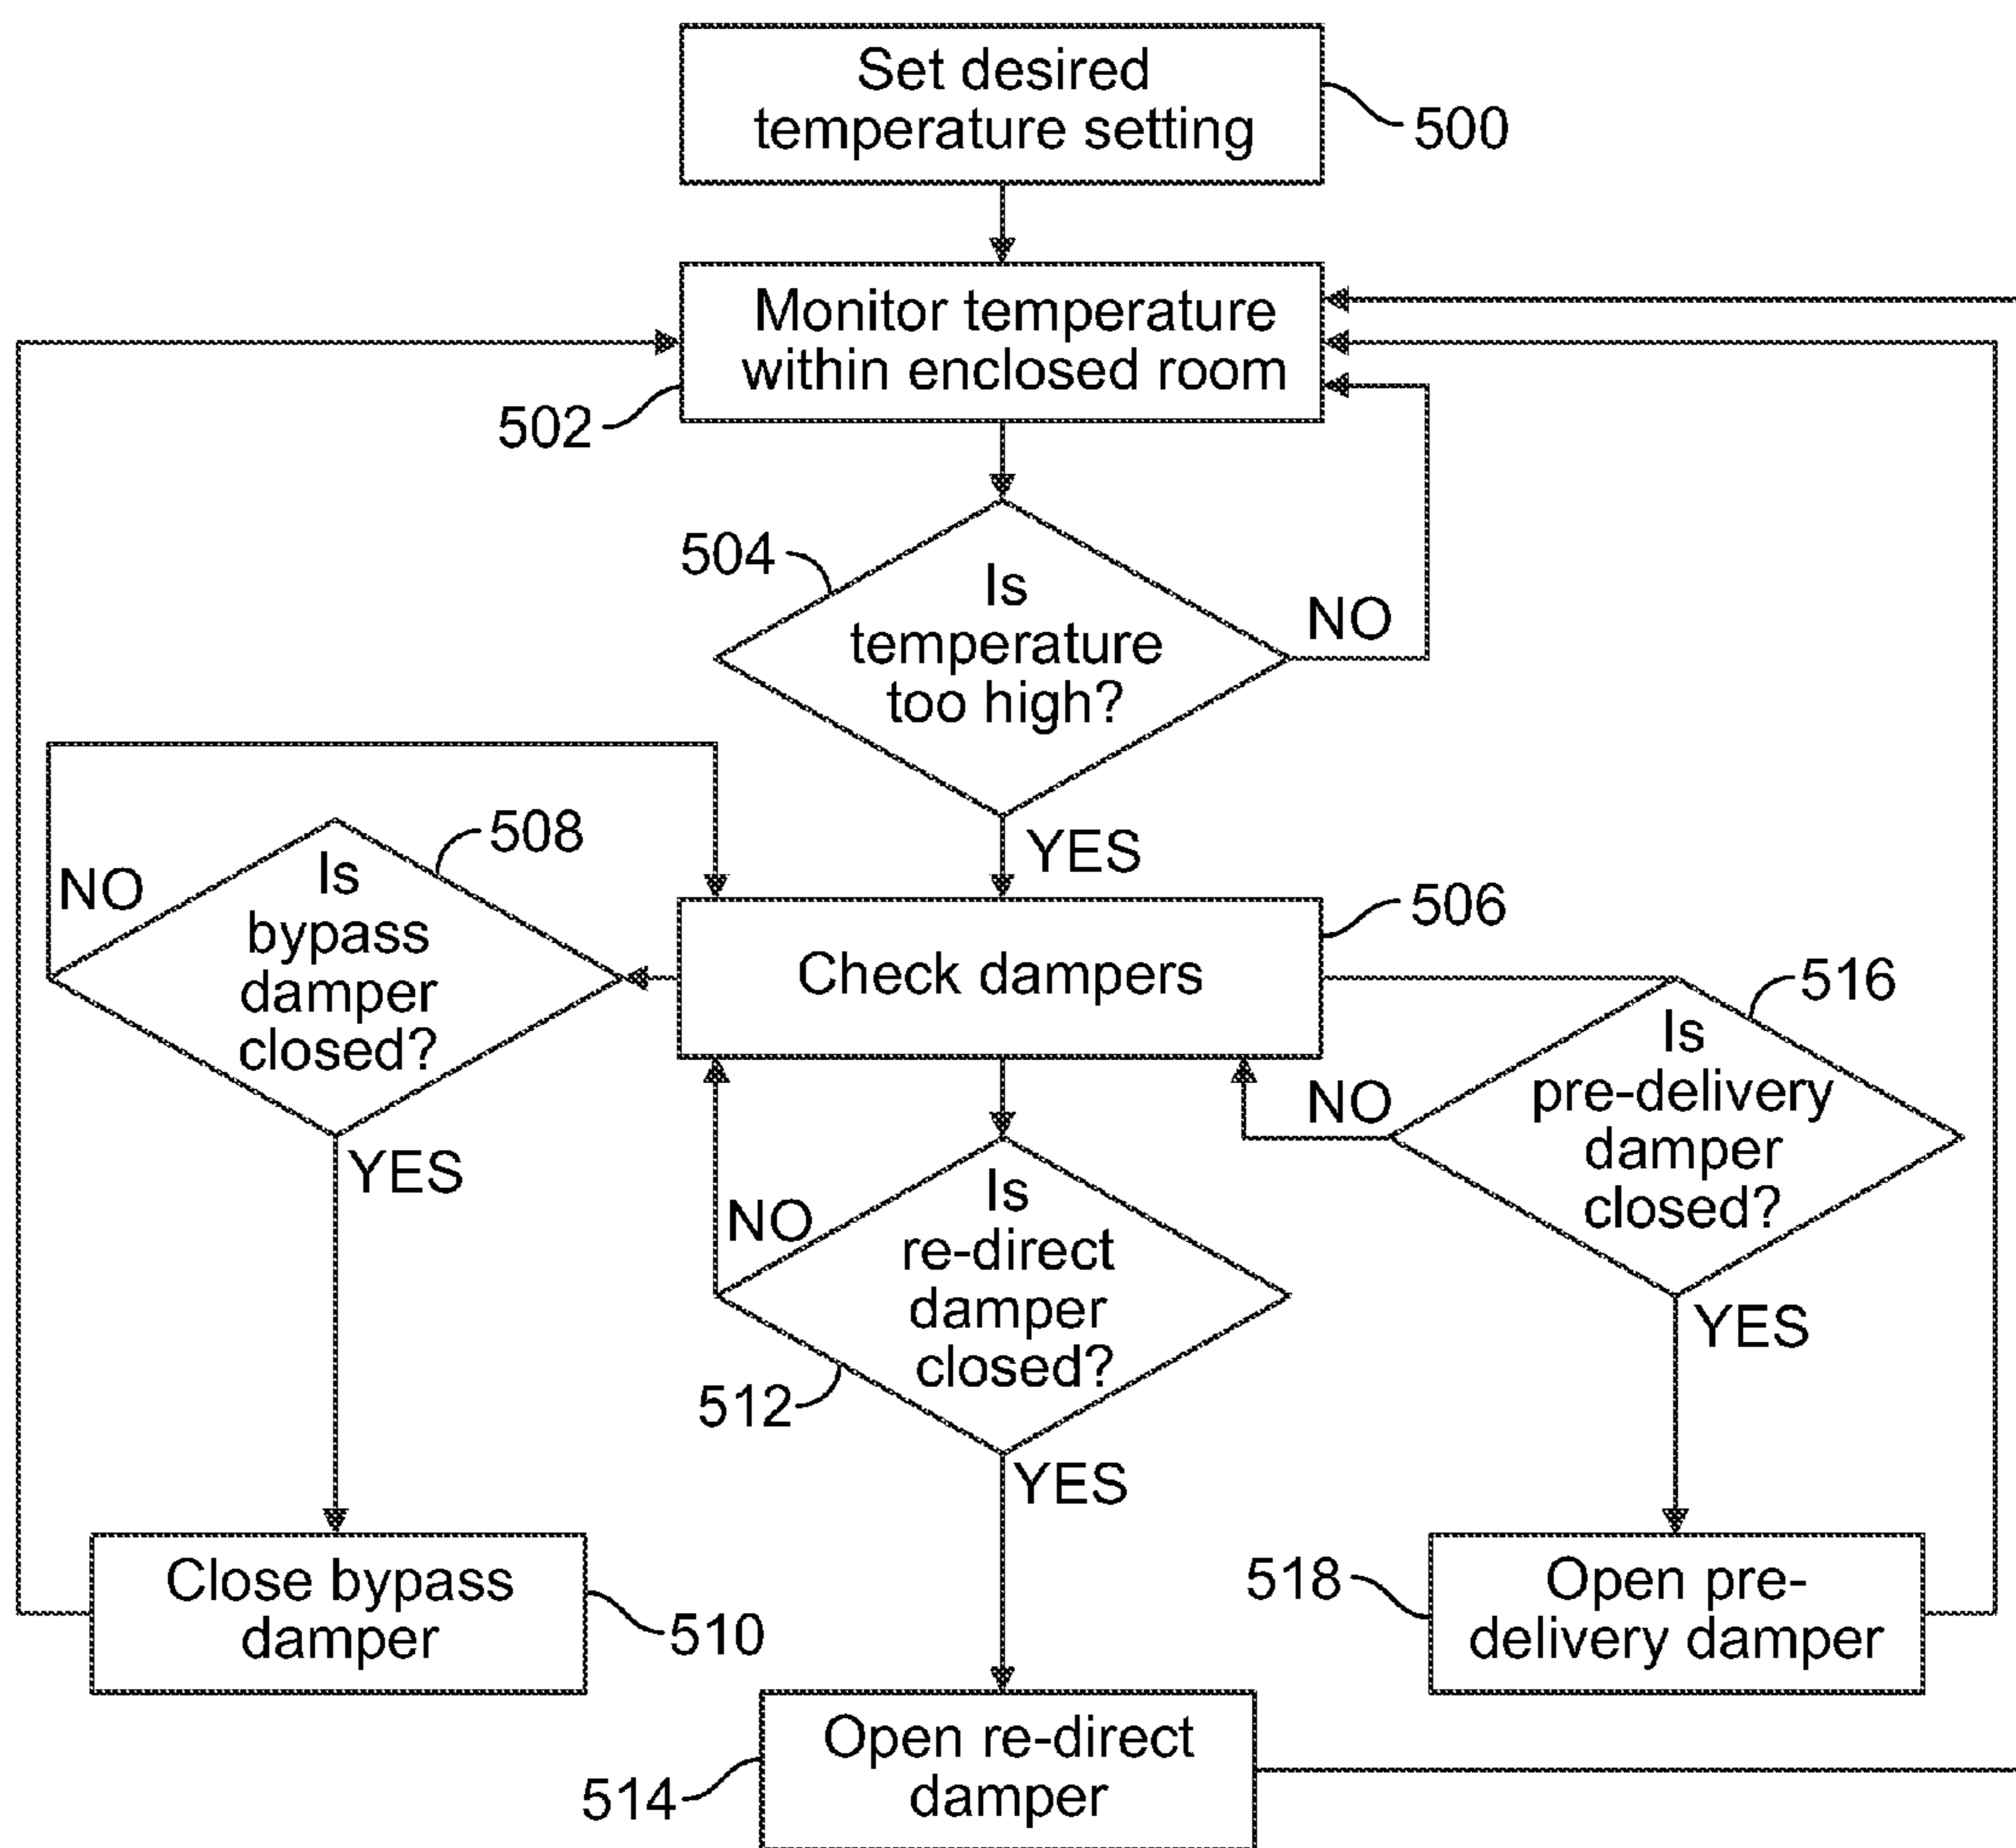 Set desired
temperature setting
500
Monitor temperature
within enclosed room
502
504
Is
temperature
too high?
NO
YES
508
Is
bypass
damper
closed?
NO
YES
506
Check dampers
516
Is
pre-delivery
damper
closed?
NO
YES
Is
re-direct
damper
closed?
NO
512
YES
Close bypass
damper
510
518
Open pre-
delivery damper
Open re-direct
damper
514